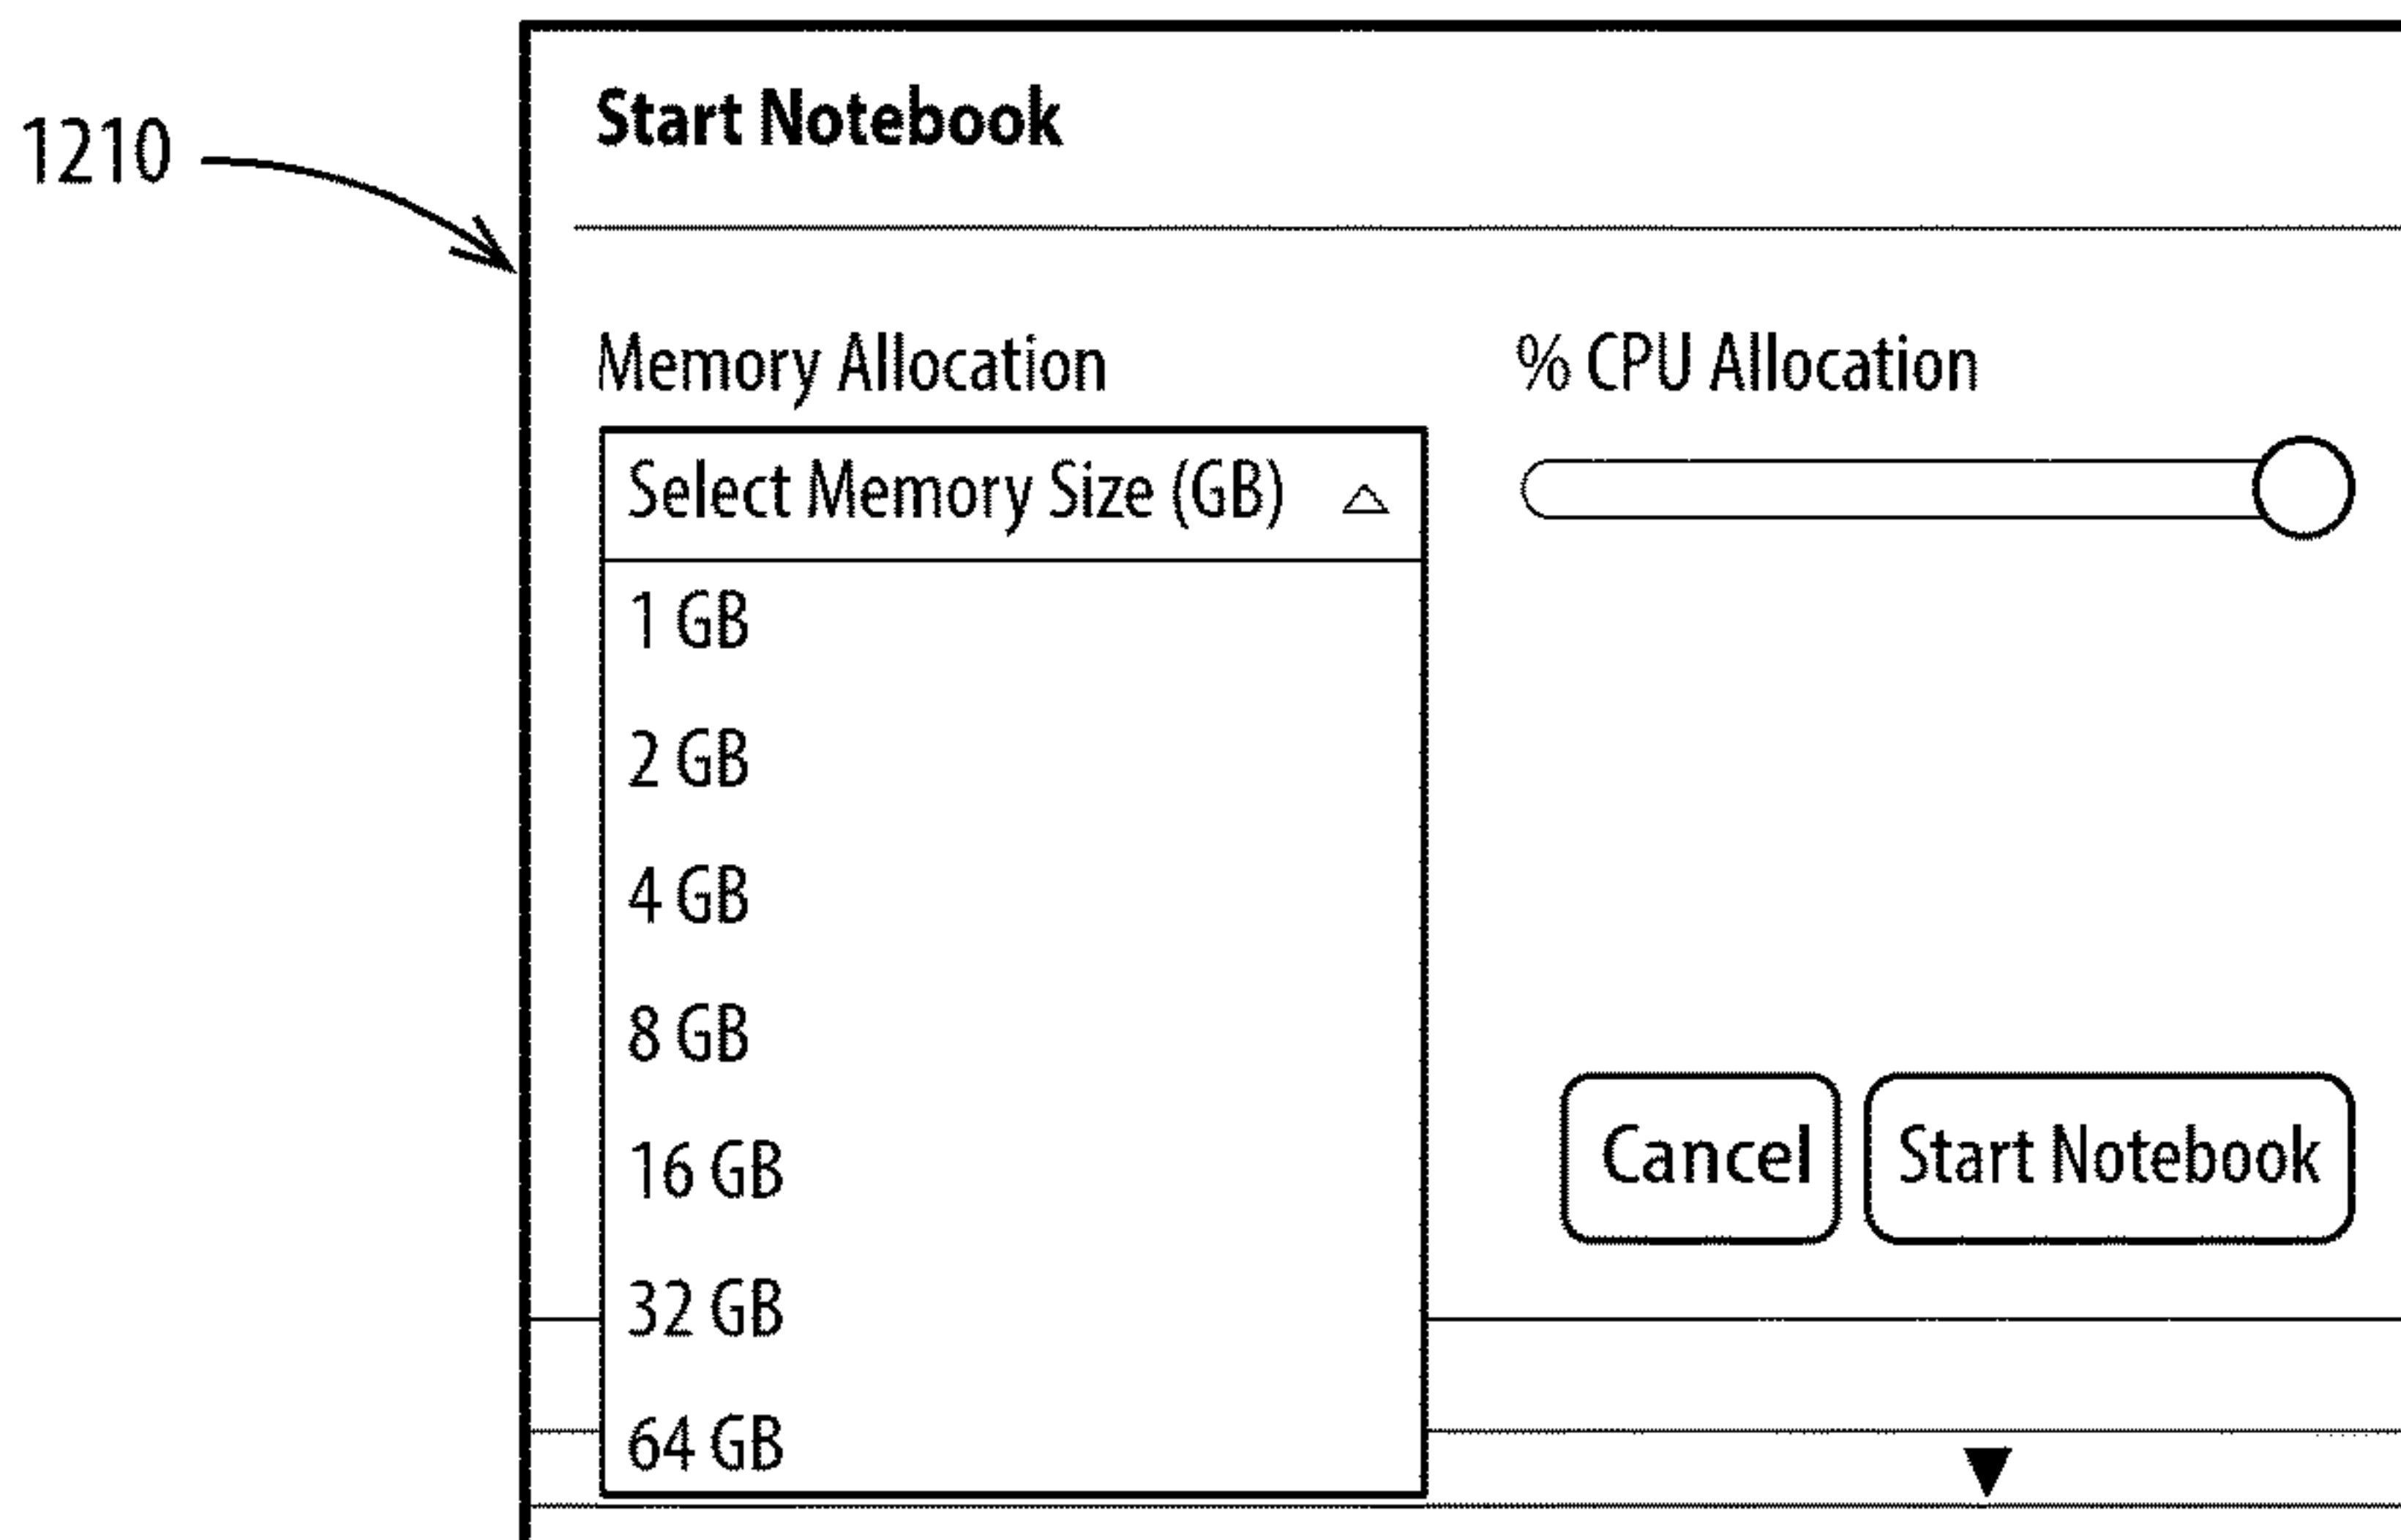 1210
Start Notebook
Memory Allocation
% CPU Allocation
Select Memory Size (GB)
1 GB
2 GB
4 GB
8 GB
16 GB
32 GB
64 GB
Cancel
Start Notebook